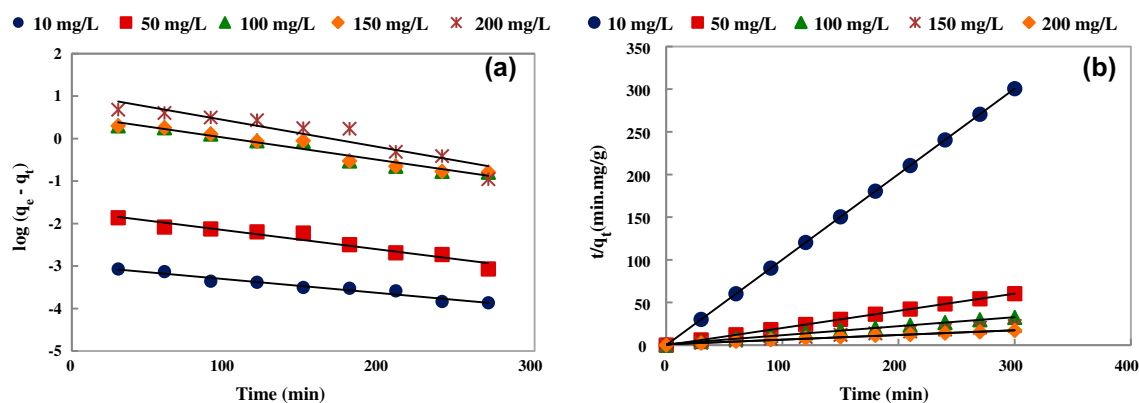 10 mg/L 50 mg/L 100 mg/L 150 mg/L 200 mg/L
(a)
2
1
0
-1
-2
-3
-4
-5
log (qe - qt)
0 100 200 300
Time (min)
10 mg/L 50 mg/L 100 mg/L 150 mg/L 200 mg/L
(b)
350
300
250
200
150
100
50
0
t/qt(min.mg/g)
0 100 200 300 400
Time (min)